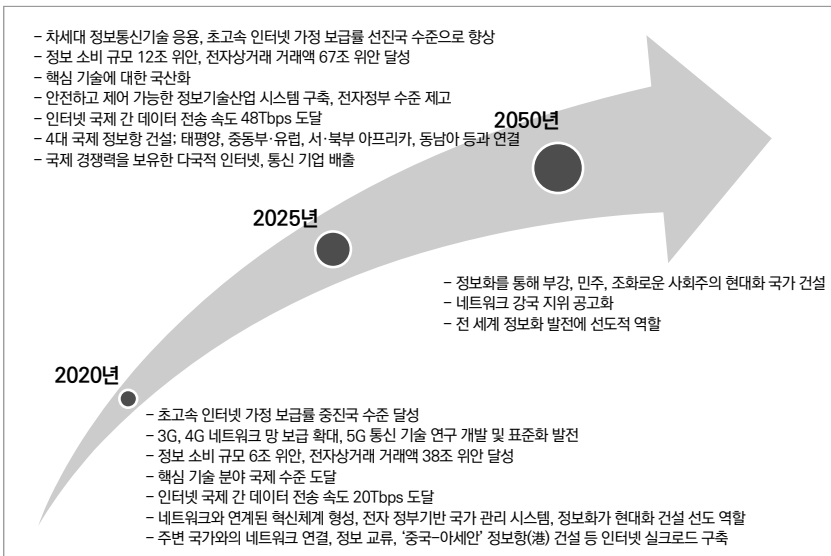 - 차세대 정보통신기술 응용, 초고속 인터넷 가정 보급률 선진국 수준으로 향상
- 정보 소비 규모 12조 위안, 전자상거래 거래액 67조 위안 달성
- 핵심 기술에 대한 국산화
- 안전하고 제어 가능한 정보기술산업 시스템 구축, 전자정부 수준 제고
- 인터넷 국제 간 데이터 전송 속도 48Tbps 도달
- 4대 국제 정보항 건설; 태평양, 중동부·유럽, 서·북부 아프리카, 동남아 등과 연결
- 국제 경쟁력을 보유한 다국적 인터넷, 통신 기업 배출
2050년
2025년
- 정보화를 통해 부강, 민주, 조화로운 사회주의 현대화 국가 건설
- 네트워크 강국 지위 공고화
- 전 세계 정보화 발전에 선도적 역할
2020년
- 초고속 인터넷 가정 보급률 중진국 수준 달성
- 3G, 4G 네트워크 망 보급 확대, 5G 통신 기술 연구 개발 및 표준화 발전
- 정보 소비 규모 6조 위안, 전자상거래 거래액 38조 위안 달성
- 핵심 기술 분야 국제 수준 도달
- 인터넷 국제 간 데이터 전송 속도 20Tbps 도달
- 네트워크와 연계된 혁신체계 형성, 전자 정부기반 국가 관리 시스템, 정보화가 현대화 건설 선도 역할
- 주변 국가와의 네트워크 연결, 정보 교류, '중국-아세안' 정보항(港) 건설 등 인터넷 실크로드 구축